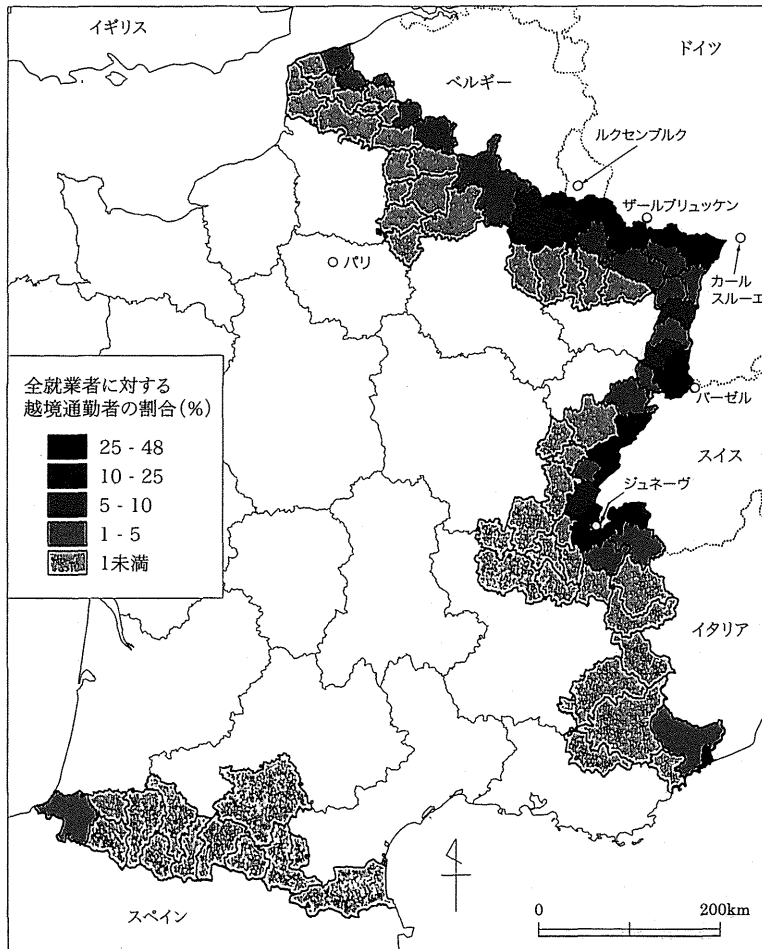 イギリス
ドイツ
ベルギー
ルクセンブルク
ザールブリュッケン
パリ
カール
スルーエ
全就業者に対する
越境通勤者の割合(%)
25 - 48
10 - 25
5 - 10
1 - 5
1未満
バーゼル
スイス
ジュネーヴ
イタリア
スペイン
0 200km